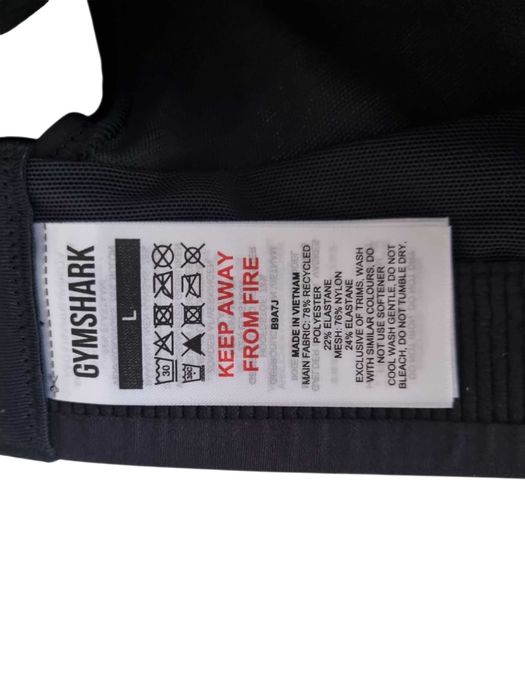 GYMSHARK
L
30
KEEP AWAY
FROM FIRE
B9A7J
MADE IN VIETNAM
MAIN FABRIC: 78% RECYCLED
POLYESTER
22% ELASTANE
MESH: 76% NYLON
24% ELASTANE
EXCLUSIVE OF TRIMS, WASH
WITH SIMILAR COLOURS, DO
NOT USE SOFTENER
COOL WASH GENTLE, DO NOT
BLEACH, DO NOT TUMBLE DRY,